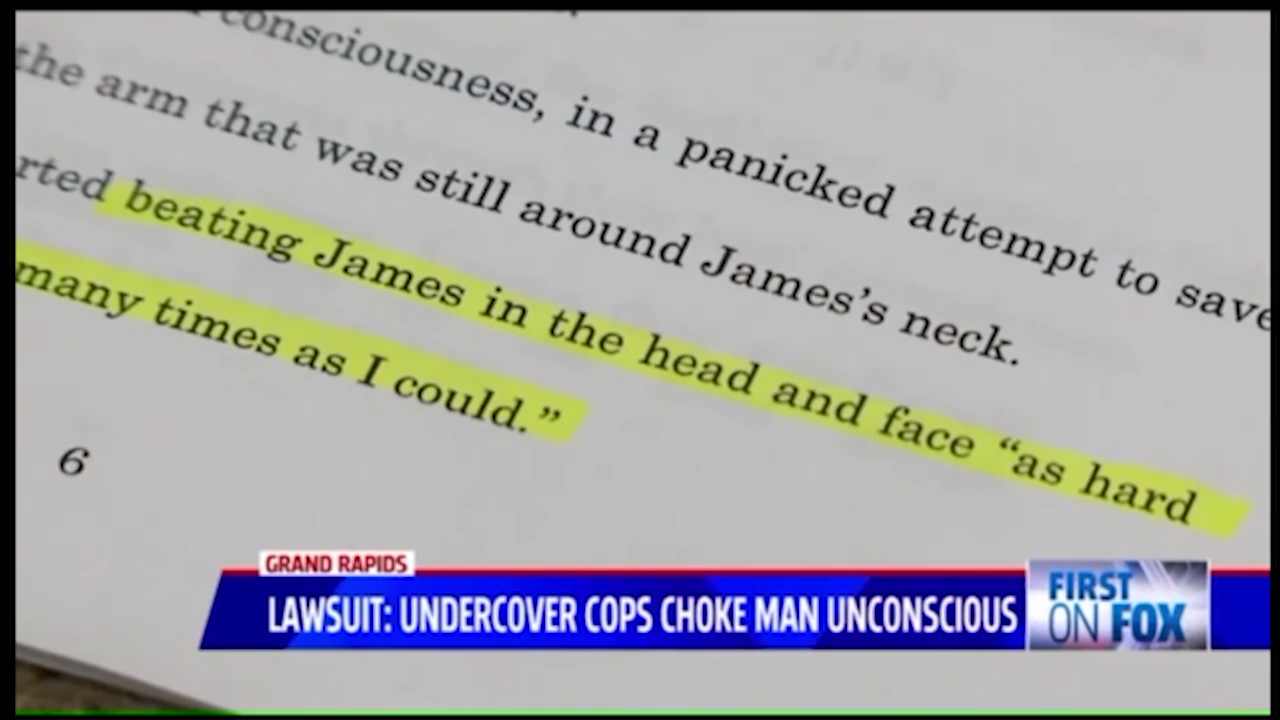 consciousness, in a panicked attempt to save
the arm that was still around James’s neck.
rted beating James in the head and face “as hard
many times as I could.”
6
GRAND RAPIDS
LAWSUIT: UNDERCOVER COPS CHOKE MAN UNCONSCIOUS
FIRST
ON FOX